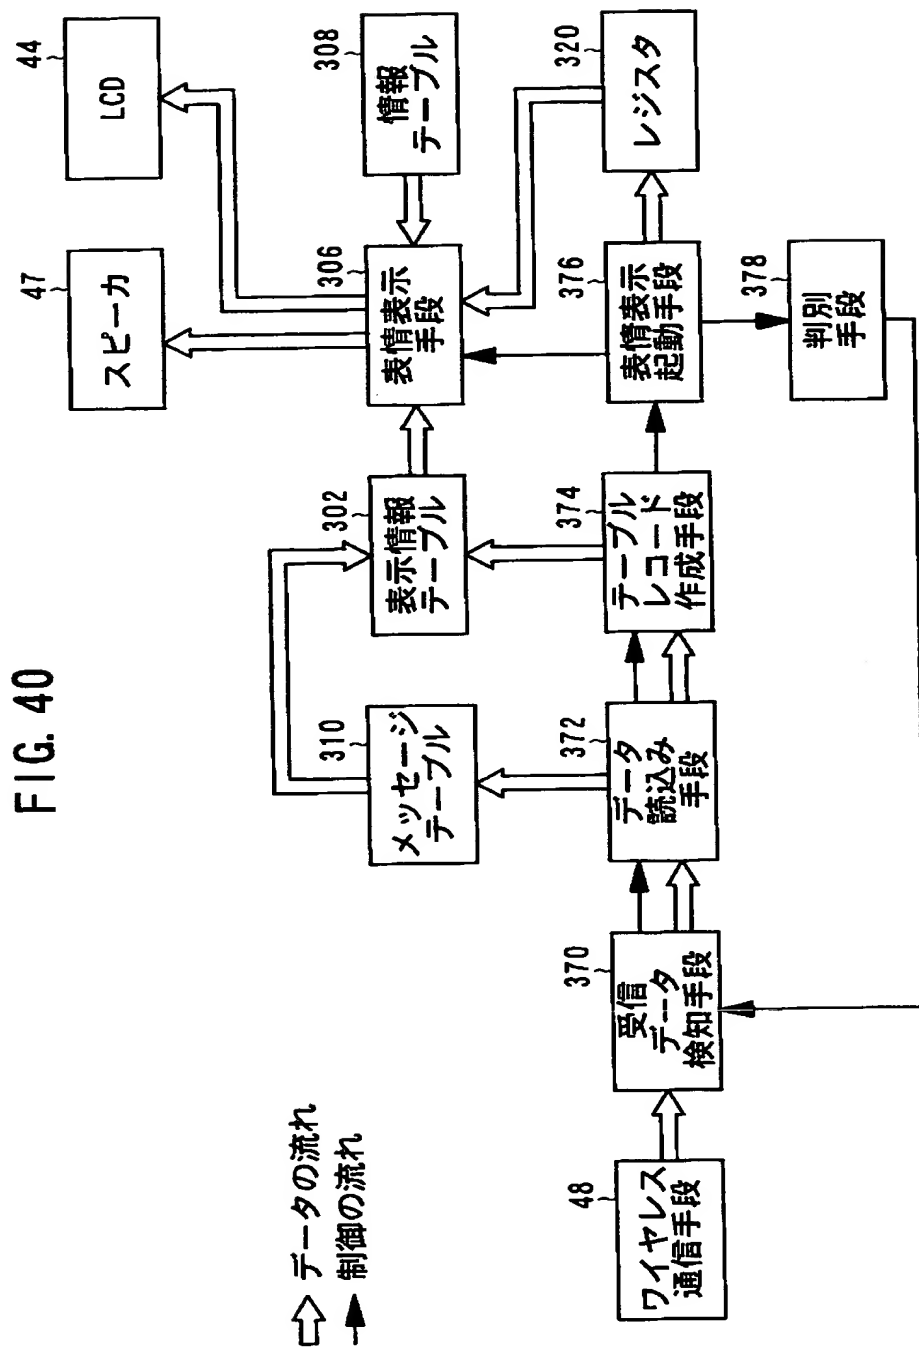 FIG. 40
データの流れ
制御の流れ
47
スピーカ
44
LCD
310
メッセージ
テーブル
302
表示情報
テーブル
306
表情表示
手段
308
情報
テーブル
48
ワイヤレス
通信手段
370
受信
データ
検知手段
372
データ
読込み
手段
374
テーブル
レコード
作成手段
376
表情表示
起動手段
320
レジスタ
378
判別
手段